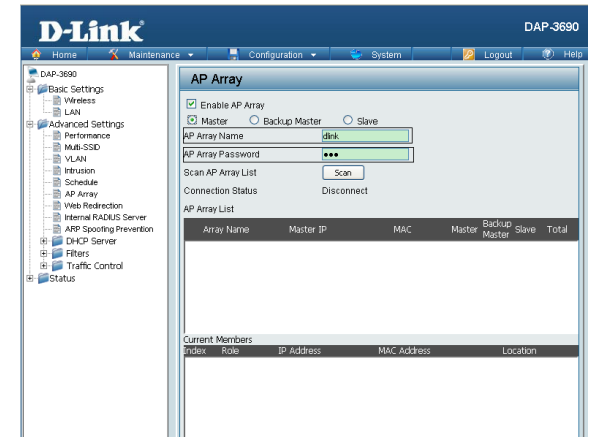 D-Link
DAP-3690
Home Maintenance Configuration System Logout Help
DAP-3690
Basic Settings
Wireless
LAN
Advanced Settings
Performance
Multi-SSID
VLAN
Intrusion
Schedule
AP Array
Web Redirection
Internal RADIUS Server
ARP Spoofing Prevention
DHCP Server
Filters
Traffic Control
Status
AP Array
Enable AP Array
Master Backup Master Slave
AP Array Name dlink
AP Array Password •••
Scan AP Array List Scan
Connection Status Disconnect
AP Array List
Array Name Master IP MAC Master Backup Master Slave Total
Current Members
Index Role IP Address MAC Address Location